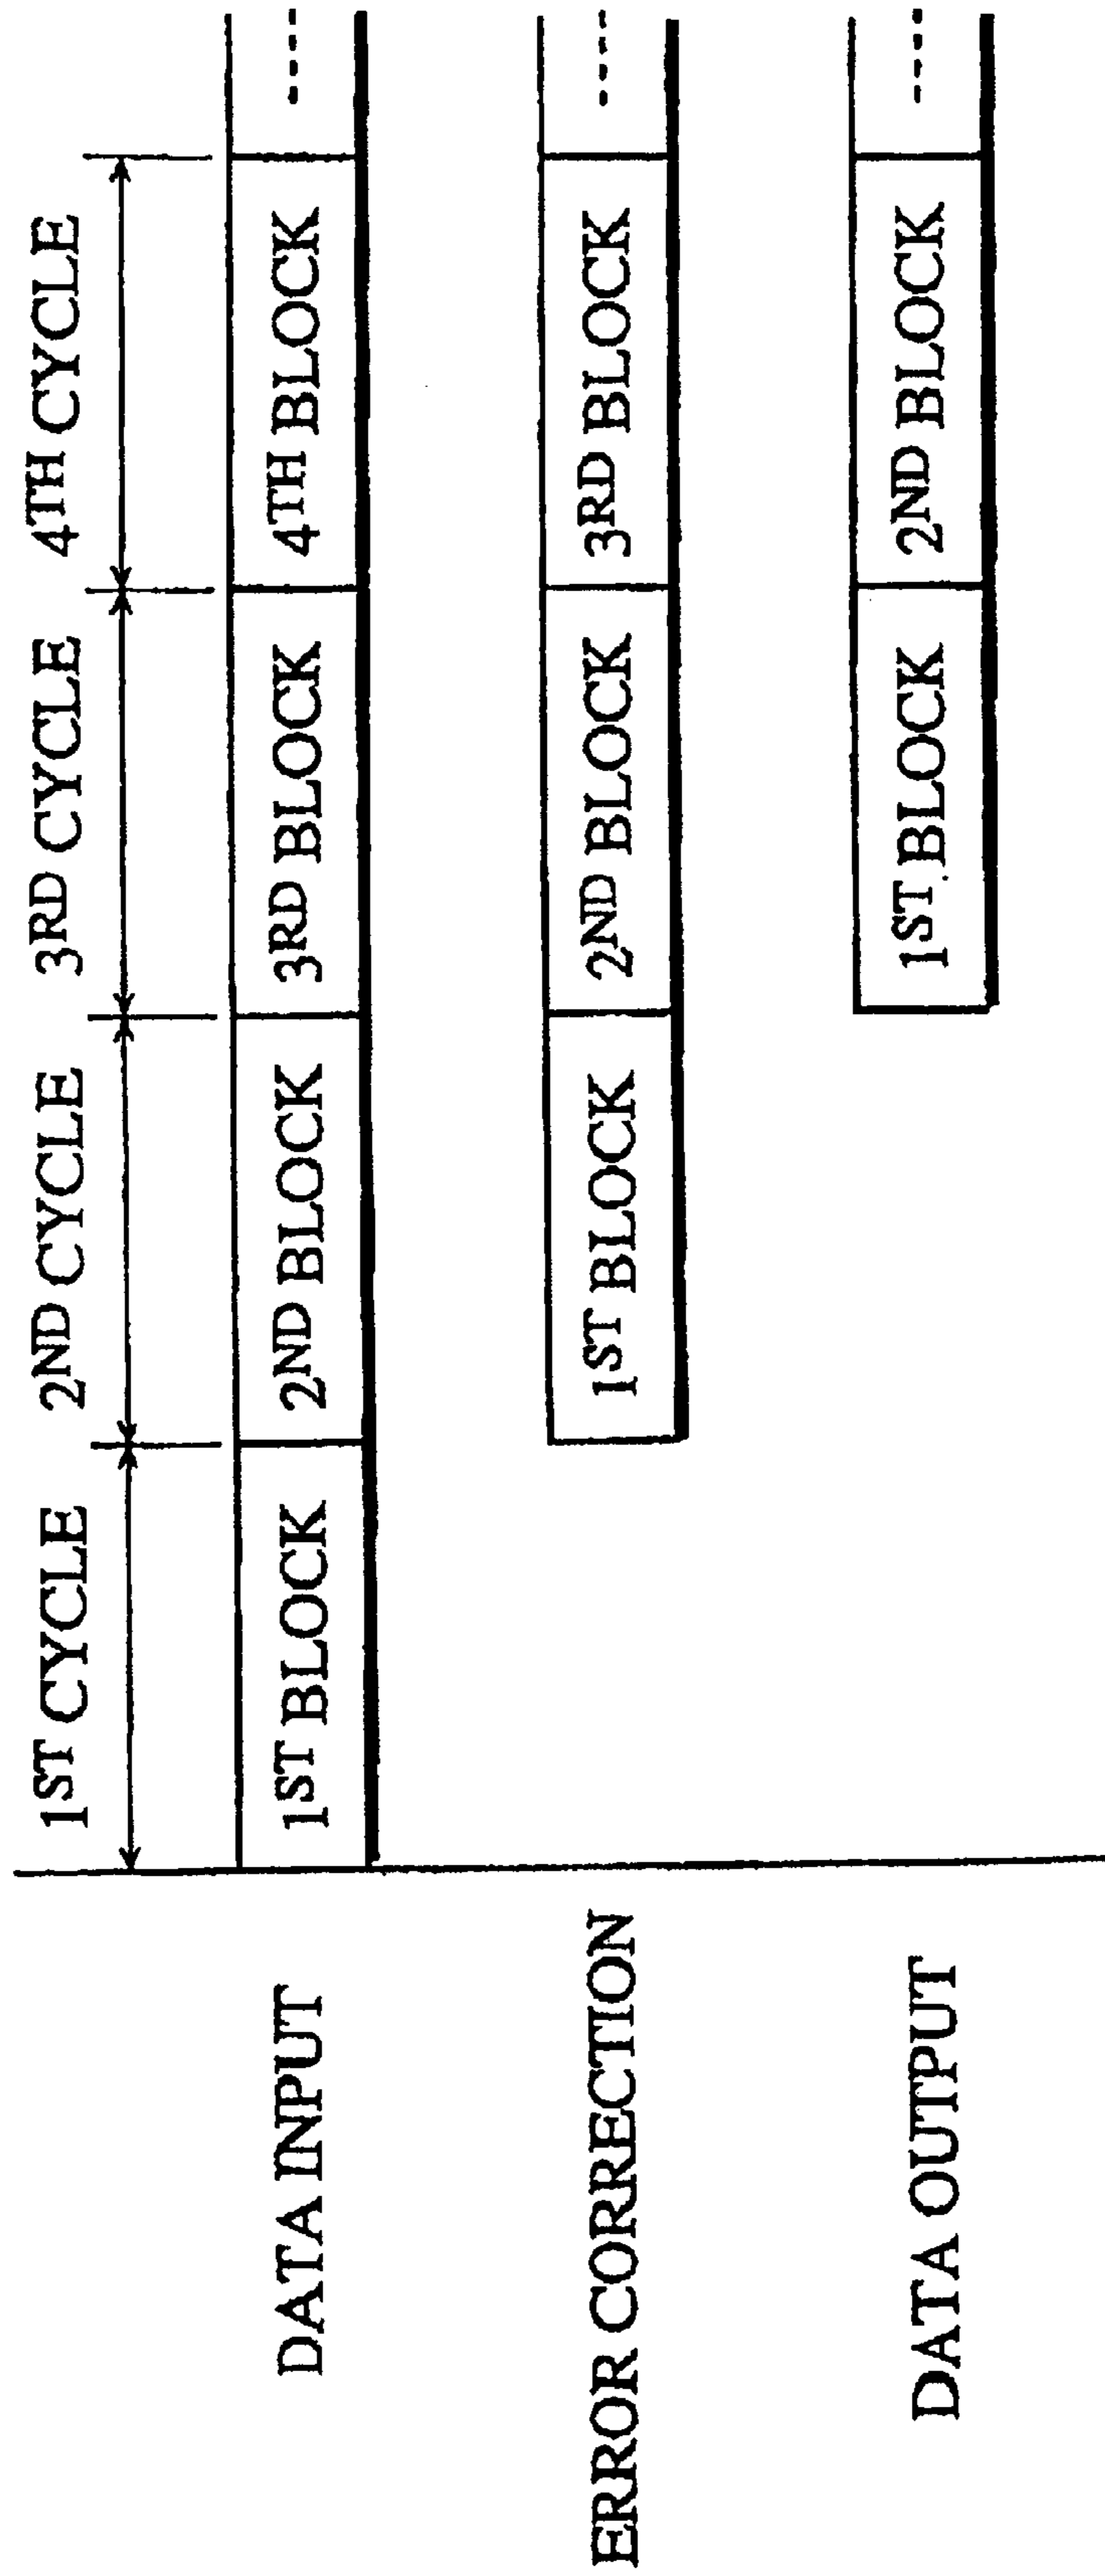 1ST CYCLE 2ND CYCLE 3RD CYCLE 4TH CYCLE
DATA INPUT 1ST BLOCK 2ND BLOCK 3RD BLOCK 4TH BLOCK ----
ERROR CORRECTION 1ST BLOCK 2ND BLOCK 3RD BLOCK ----
DATA OUTPUT 1ST BLOCK 2ND BLOCK ----